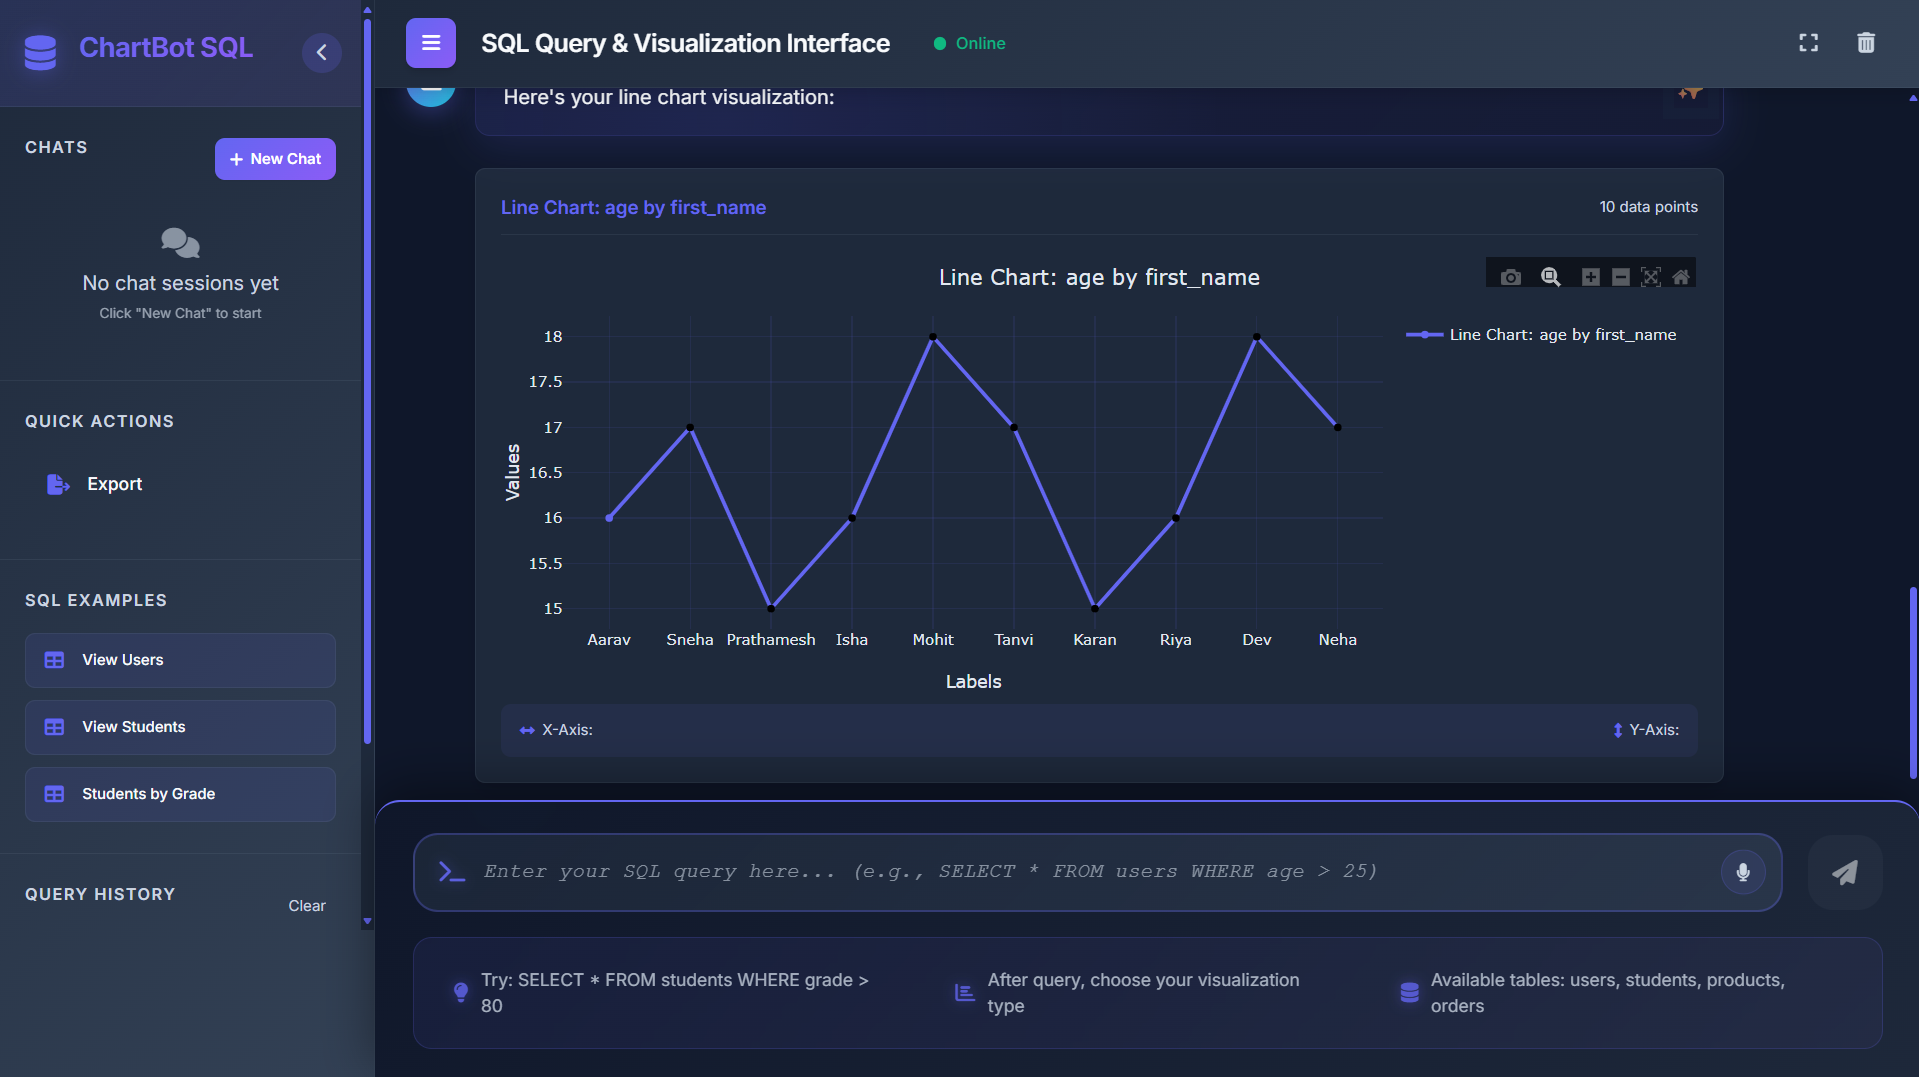 ChartBot SQL
CHATS
New Chat
No chat sessions yet
Click "New Chat" to start
QUICK ACTIONS
Export
SQL EXAMPLES
View Users
View Students
Students by Grade
QUERY HISTORY
Clear
SQL Query & Visualization Interface
Online
Here's your line chart visualization:
Line Chart: age by first_name
10 data points
Line Chart: age by first_name
Line Chart: age by first_name
Values
18
17.5
17
16.5
16
15.5
15
Aarav Sneha Prathamesh Isha Mohit Tanvi Karan Riya Dev Neha
Labels
X-Axis:
Y-Axis:
Enter your SQL query here... (e.g., SELECT * FROM users WHERE age > 25)
Try: SELECT * FROM students WHERE grade >
80
After query, choose your visualization
type
Available tables: users, students, products,
orders